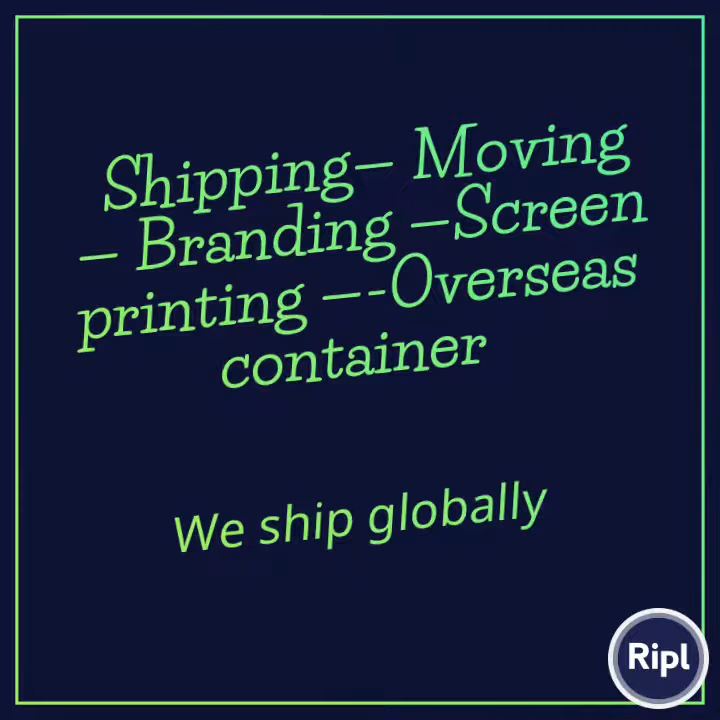 Shipping— Moving
— Branding —Screen
printing —-Overseas
container
We ship globally
Ripl